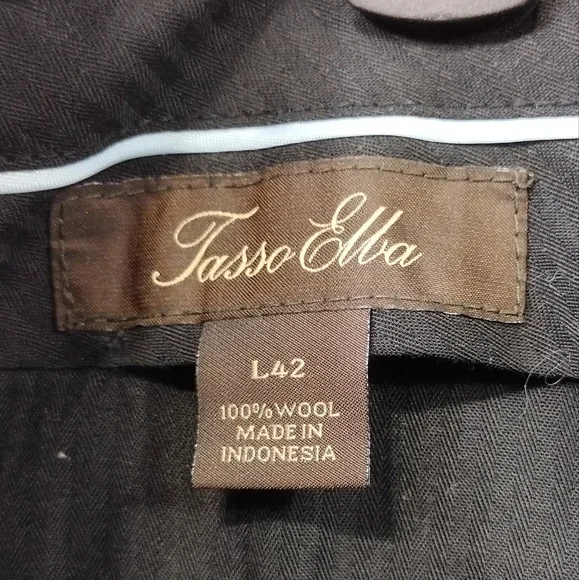 Tasso Elba
L42
100% WOOL
MADE IN
INDONESIA